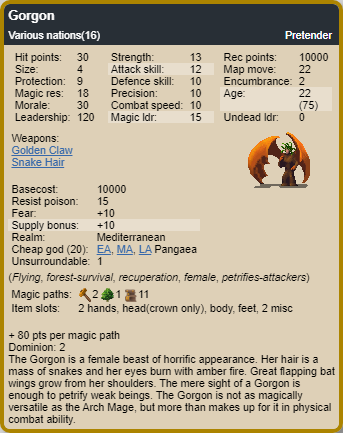 Gorgon
Various nations(16) Pretender
Hit points: 30 Strength: 13 Rec points: 10000
Size: 4 Attack skill: 12 Map move: 22
Protection: 9 Defence skill: 10 Encumbrance: 2
Magic res: 18 Precision: 10 Age: 22
Morale: 30 Combat speed: 10 (75)
Leadership: 120 Magic ldr: 15 Undead ldr: 0
Weapons:
Golden Claw
Snake Hair
Basecost: 10000
Resist poison: 15
Fear: +10
Supply bonus: +10
Realm: Mediterranean
Cheap god (20): EA, MA, LA Pangaea
Unsurroundable: 1
(Flying, forest-survival, recuperation, female, petrifies-attackers)
Magic paths: 2 1 11
Item slots: 2 hands, head(crown only), body, feet, 2 misc
+ 80 pts per magic path
Dominion: 2
The Gorgon is a female beast of horrific appearance. Her hair is a
mass of snakes and her eyes burn with amber fire. Great flapping bat
wings grow from her shoulders. The mere sight of a Gorgon is
enough to petrify weak beings. The Gorgon is not as magically
versatile as the Arch Mage, but more than makes up for it in physical
combat ability.